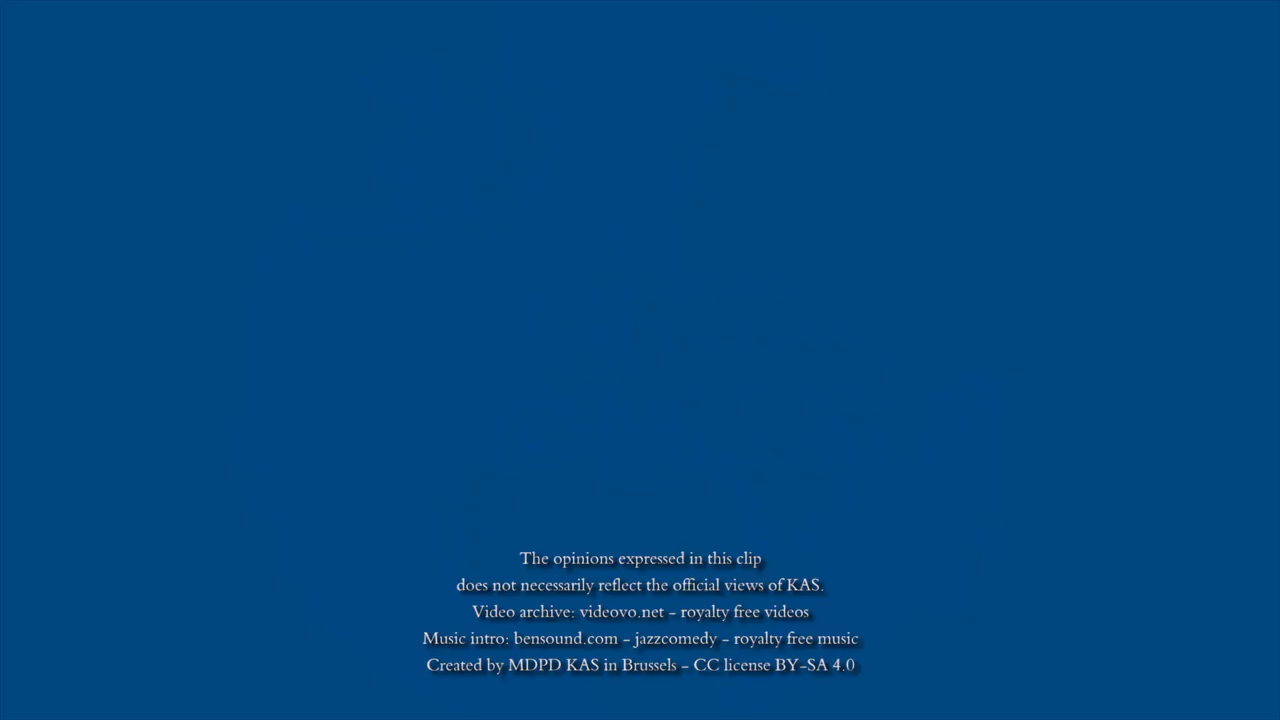 The opinions expressed in this clip
does not necessarily reflect the official views of KAS.
Video archive: videvo.net - royalty free videos
Music intro: bensound.com - jazzcomedy - royalty free music
Created by MDPD KAS in Brussels - CC license BY-SA 4.0